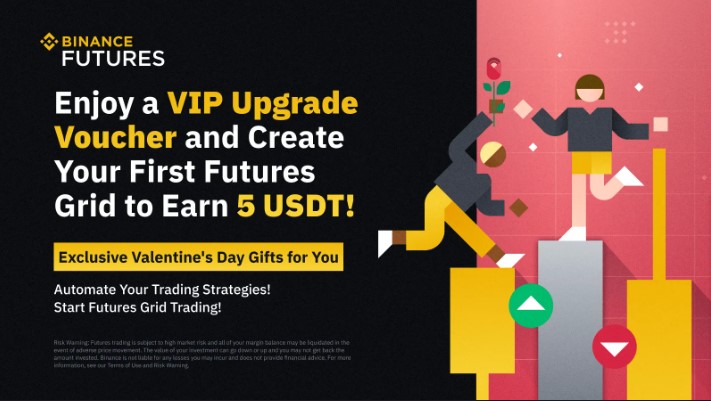 BINANCE
FUTURES
Enjoy a VIP Upgrade
Voucher and Create
Your First Futures
Grid to Earn 5 USDT!
Exclusive Valentine's Day Gifts for You
Automate Your Trading Strategies!
Start Futures Grid Trading!
Risk Warning: Futures trading is subject to high market risk and all of your margin balance may be liquidated in the
event of adverse price movement. The value of your investment can go down or up and you may not get back the
amount invested. Binance is not liable for any losses you may incur and does not provide financial advice. For more
information, see our Terms of Use and Risk Warning.